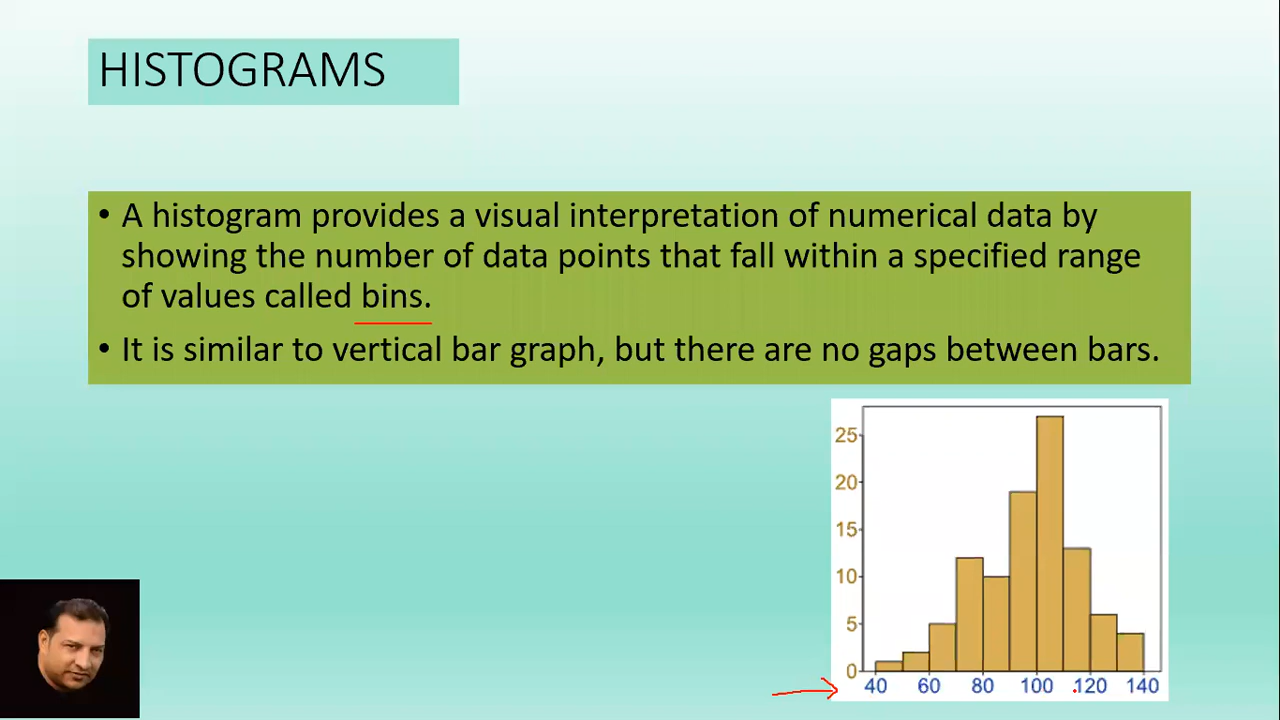 HISTOGRAMS
• A histogram provides a visual interpretation of numerical data by
showing the number of data points that fall within a specified range
of values called bins.
• It is similar to vertical bar graph, but there are no gaps between bars.
25
20
15
10
5
0
40 60 80 100 120 140